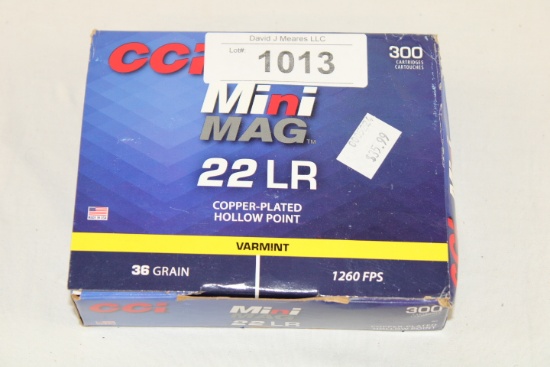 David J Meares LLC
Lot# 1013
CCi
300
CARTRIDGES
CARTOUCHES
Mini
MAG™
$35.99
22 LR
COPPER-PLATED
HOLLOW POINT
VARMINT
36 GRAIN
1260 FPS
CCi
Mini
MAG
22 LR
300